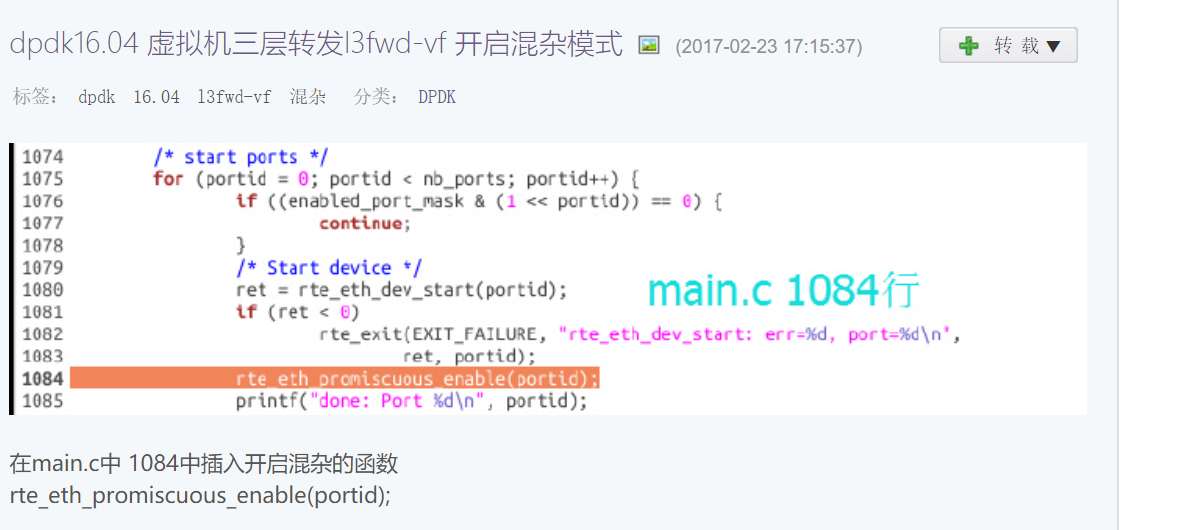 dpdk16.04 虚拟机三层转发l3fwd-vf 开启混杂模式 (2017-02-23 17:15:37) 转 载▼
标签： dpdk 16.04 l3fwd-vf 混杂 分类： DPDK
1074 /* start ports */
1075 for (portid = 0; portid < nb_ports; portid++) {
1076 if ((enabled_port_mask & (1 << portid)) == 0) {
1077 continue;
1078 }
1079 /* Start device */
1080 ret = rte_eth_dev_start(portid);
1081 if (ret < 0)
1082 rte_exit(EXIT_FAILURE, "rte_eth_dev_start: err=%d, port=%d\n",
1083 ret, portid);
1084 rte_eth_promiscuous_enable(portid);
1085 printf("done: Port %d\n", portid);
main.c 1084行
在main.c中 1084中插入开启混杂的函数
rte_eth_promiscuous_enable(portid);